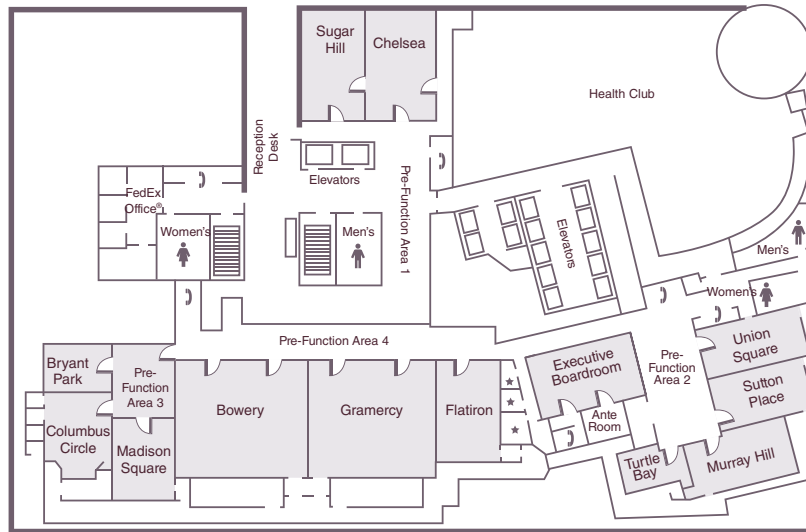 Sugar
Hill
Chelsea
Health Club
Reception
Desk
Elevators
Pre-Function Area 1
FedEx
Office®
Women's
Men's
Elevators
Men's
Women's
Pre-Function Area 4
Bryant
Park
Pre-
Function
Area 3
Columbus
Circle
Madison
Square
Bowery
Gramercy
Flatiron
Executive
Boardroom
Ante
Room
Pre-
Function
Area 2
Union
Square
Sutton
Place
Turtle
Bay
Murray Hill